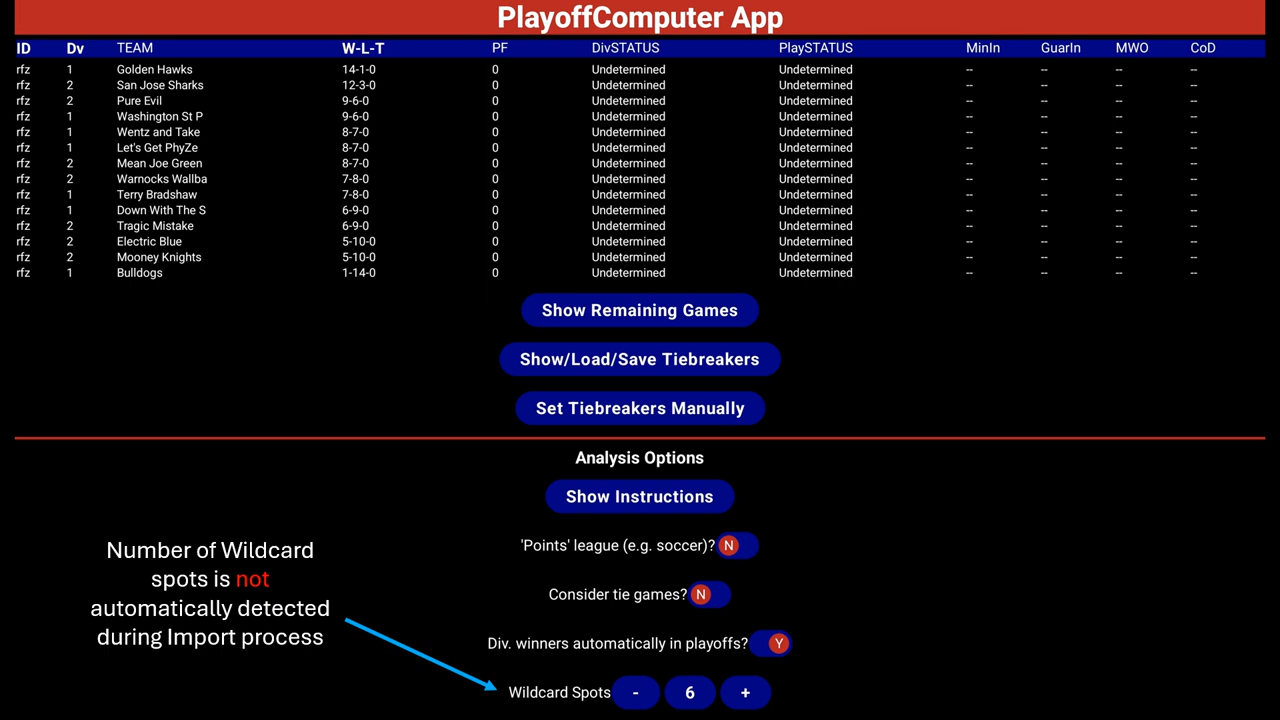 PlayoffComputer App
ID Dv TEAM W-L-T PF DivSTATUS PlaySTATUS MinIn GuarIn MWO CoD
rfz 1 Golden Hawks 14-1-0 0 Undetermined Undetermined -- -- -- --
rfz 2 San Jose Sharks 12-3-0 0 Undetermined Undetermined -- -- -- --
rfz 2 Pure Evil 9-6-0 0 Undetermined Undetermined -- -- -- --
rfz 1 Washington St P 9-6-0 0 Undetermined Undetermined -- -- -- --
rfz 1 Wentz and Take 8-7-0 0 Undetermined Undetermined -- -- -- --
rfz 1 Let's Get PhyZe 8-7-0 0 Undetermined Undetermined -- -- -- --
rfz 2 Mean Joe Green 8-7-0 0 Undetermined Undetermined -- -- -- --
rfz 2 Warnocks Wallba 7-8-0 0 Undetermined Undetermined -- -- -- --
rfz 1 Terry Bradshaw 7-8-0 0 Undetermined Undetermined -- -- -- --
rfz 1 Down With The S 6-9-0 0 Undetermined Undetermined -- -- -- --
rfz 2 Tragic Mistake 6-9-0 0 Undetermined Undetermined -- -- -- --
rfz 2 Electric Blue 5-10-0 0 Undetermined Undetermined -- -- -- --
rfz 2 Mooney Knights 5-10-0 0 Undetermined Undetermined -- -- -- --
rfz 1 Bulldogs 1-14-0 0 Undetermined Undetermined -- -- -- --
Show Remaining Games
Show/Load/Save Tiebreakers
Set Tiebreakers Manually
Analysis Options
Show Instructions
'Points' league (e.g. soccer)? N
Consider tie games? N
Div. winners automatically in playoffs? Y
Wildcard Spots - 6 +
Number of Wildcard
spots is not
automatically detected
during Import process